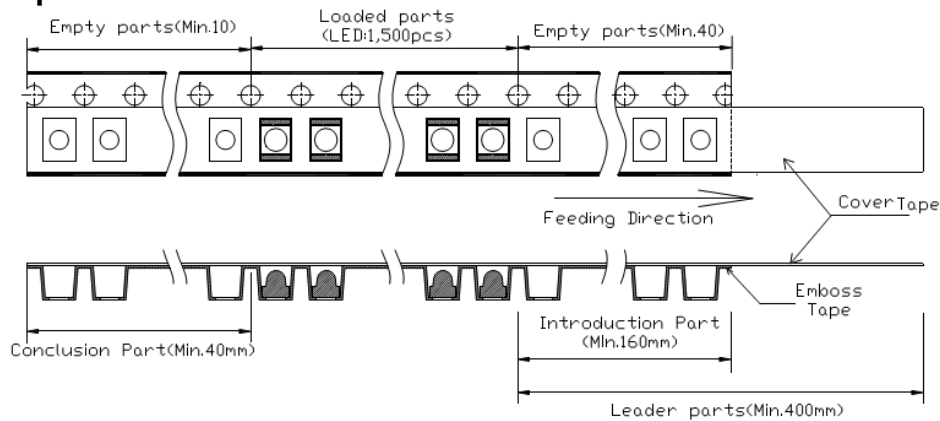 Empty parts(Min.10)
Loaded parts
(LED:1,500pcs)
Empty parts(Min.40)
Cover Tape
Feeding Direction
Emboss
Tape
Introduction Part
(MIn.160mm)
Conclusion Part(Min.40mm)
Leader parts(Min.400mm)